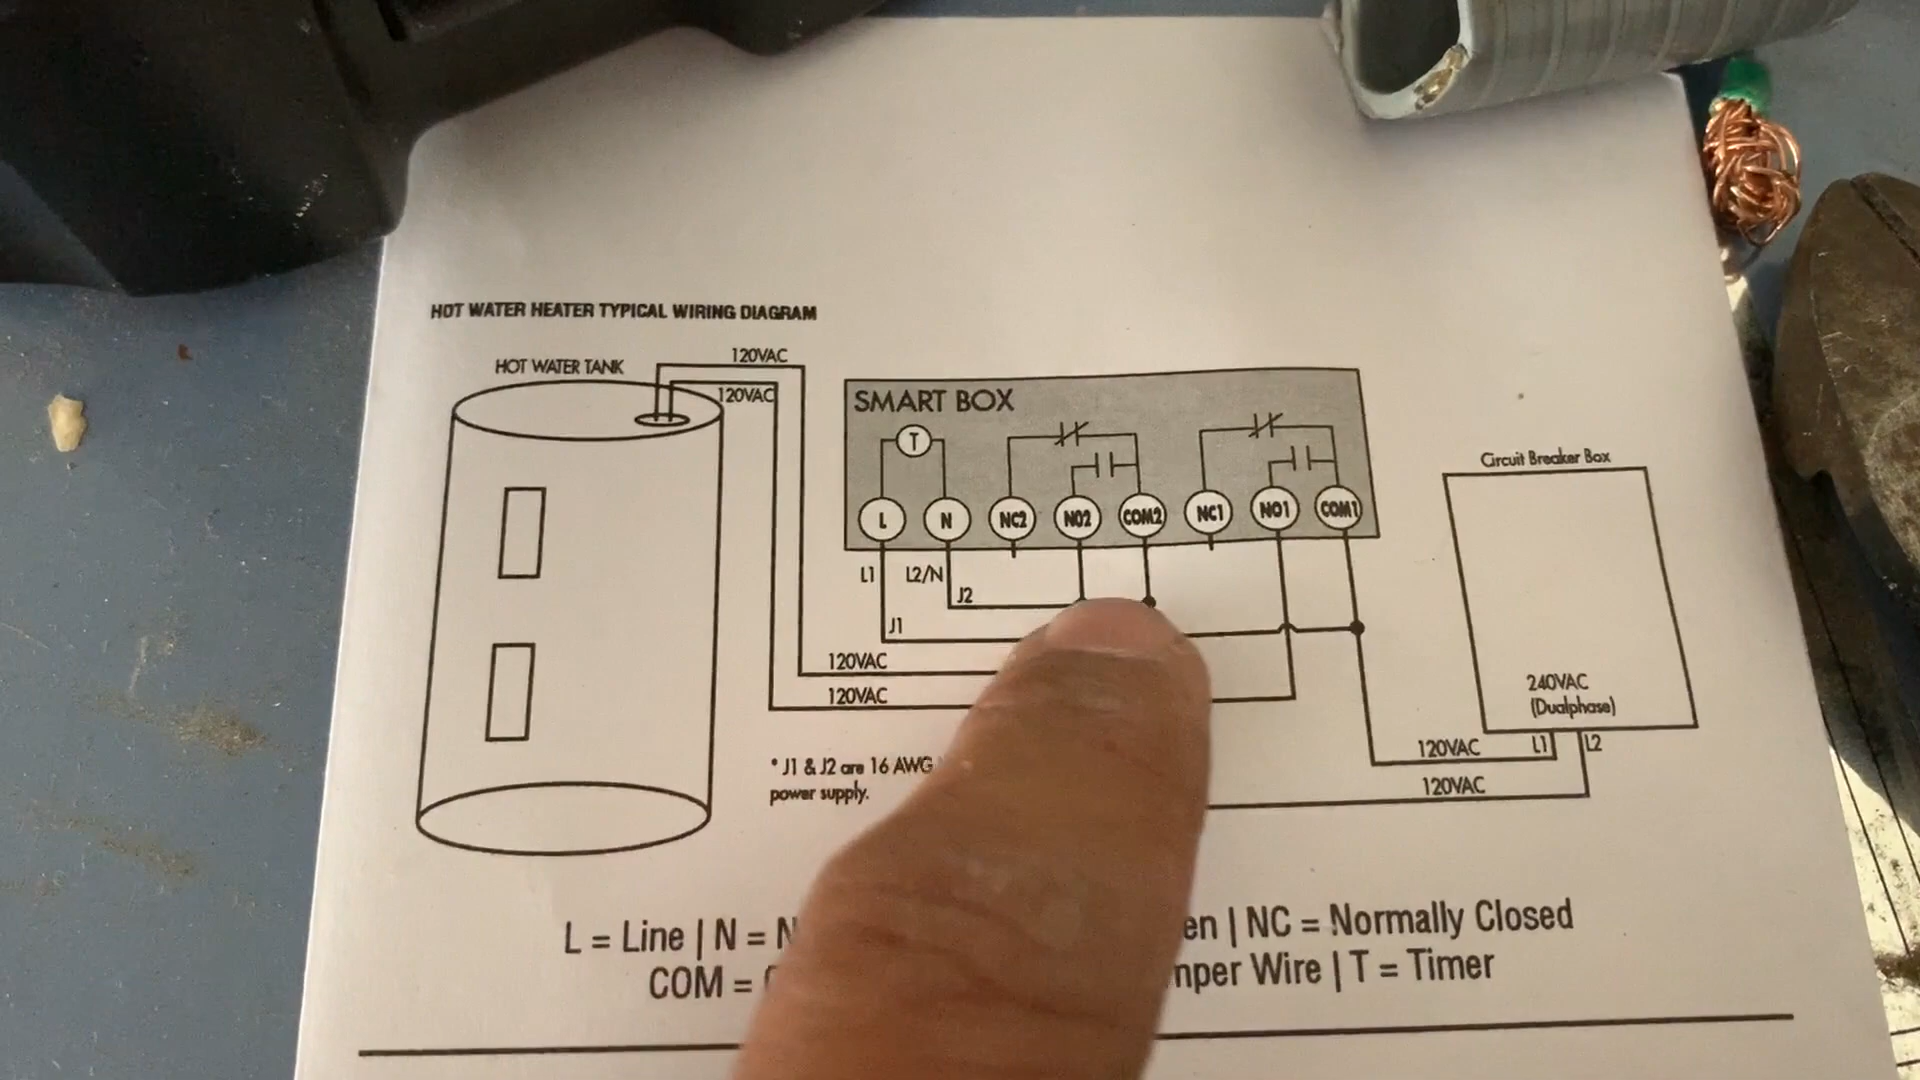 HOT WATER HEATER TYPICAL WIRING DIAGRAM
HOT WATER TANK
120VAC
120VAC
SMART BOX
T
L N NC2 NO2 COM2 NC1 NO1 COM1
L1 L2/N
J2
J1
120VAC
120VAC
Circuit Breaker Box
240VAC
(Dualphase)
120VAC L1 L2
120VAC
* J1 & J2 are 16 AWG
power supply.
L = Line | N = N en | NC = Normally Closed
COM = mper Wire | T = Timer